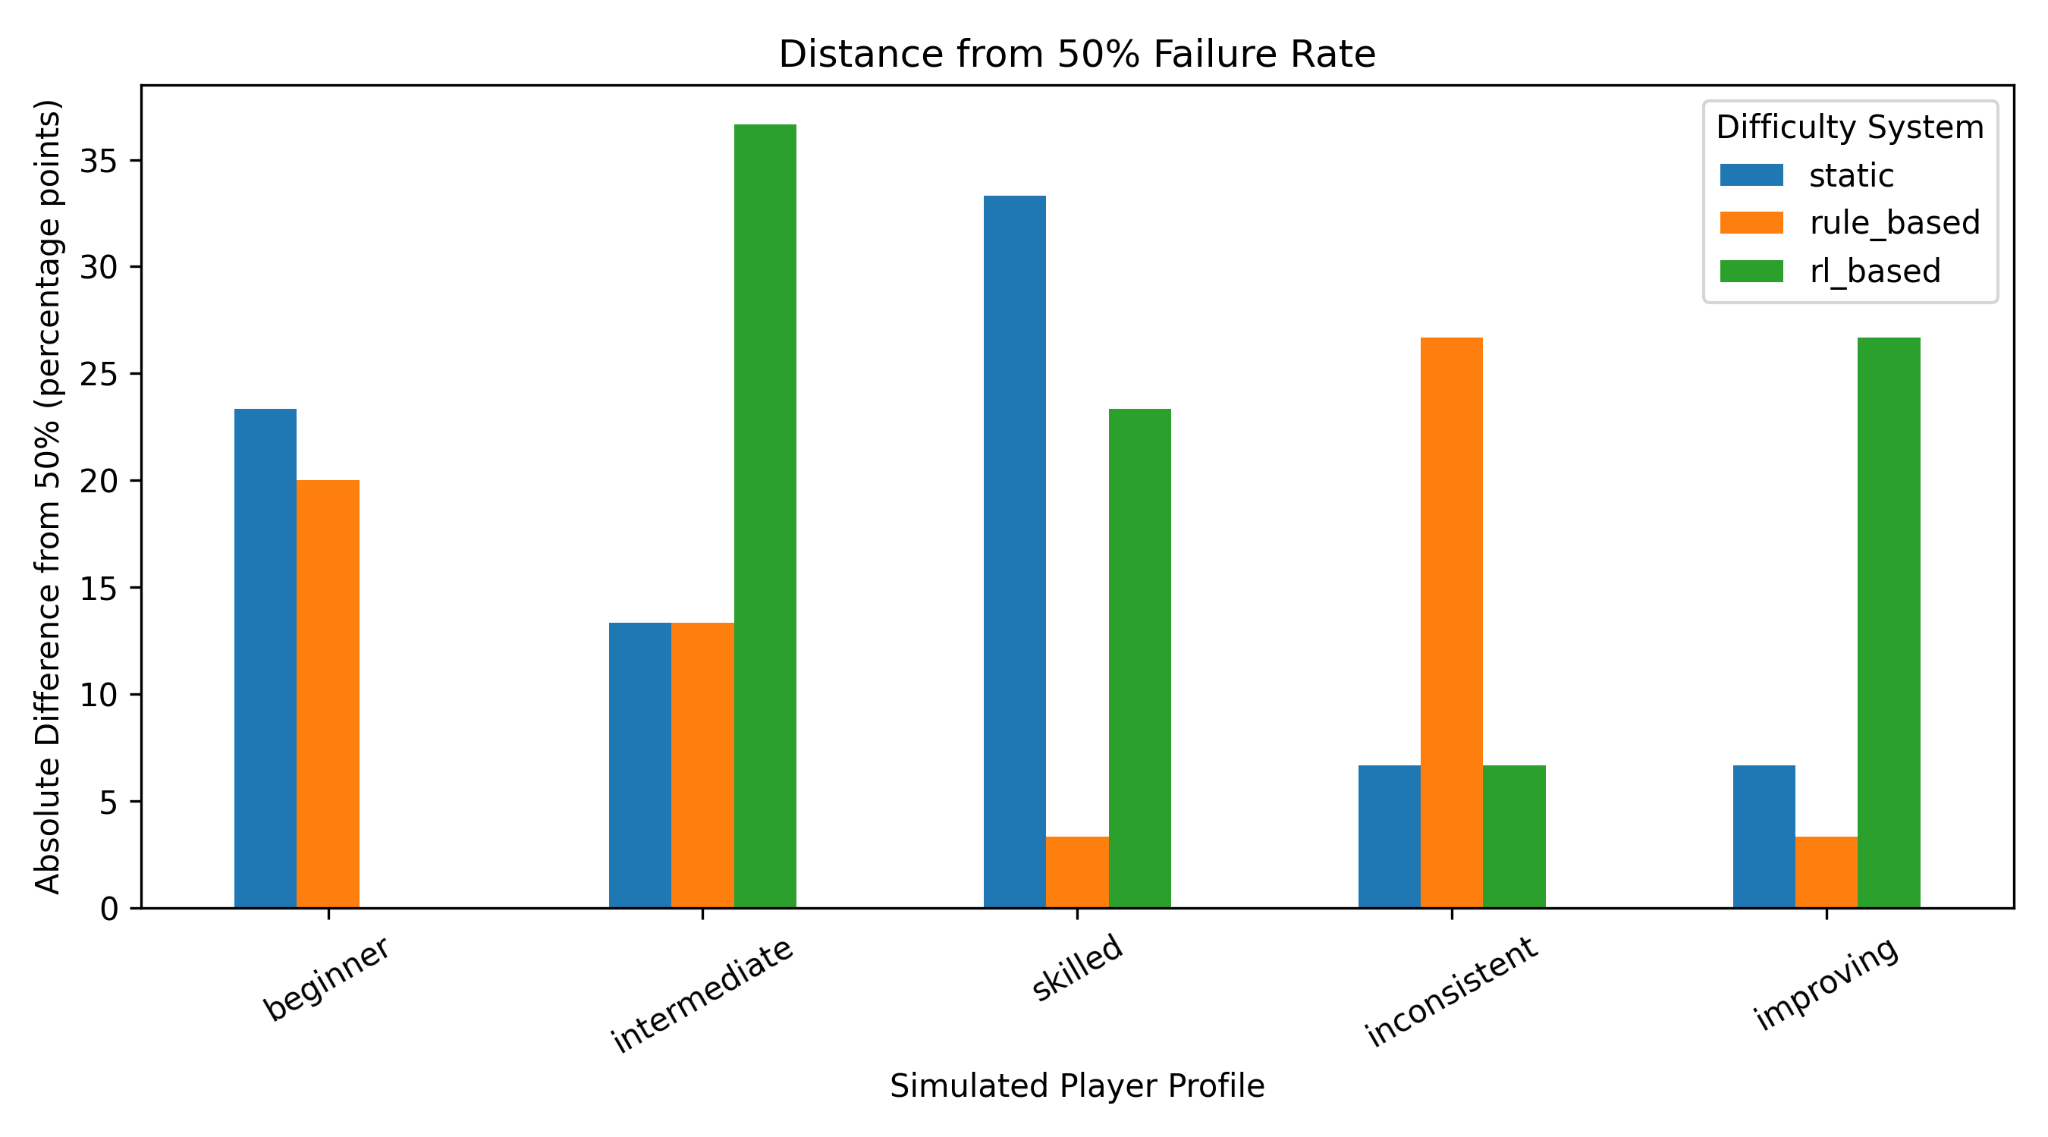 Distance from 50% Failure Rate
Absolute Difference from 50% (percentage points)
35
30
25
20
15
10
5
0
Difficulty System
static
rule_based
rl_based
beginner
intermediate
skilled
inconsistent
improving
Simulated Player Profile